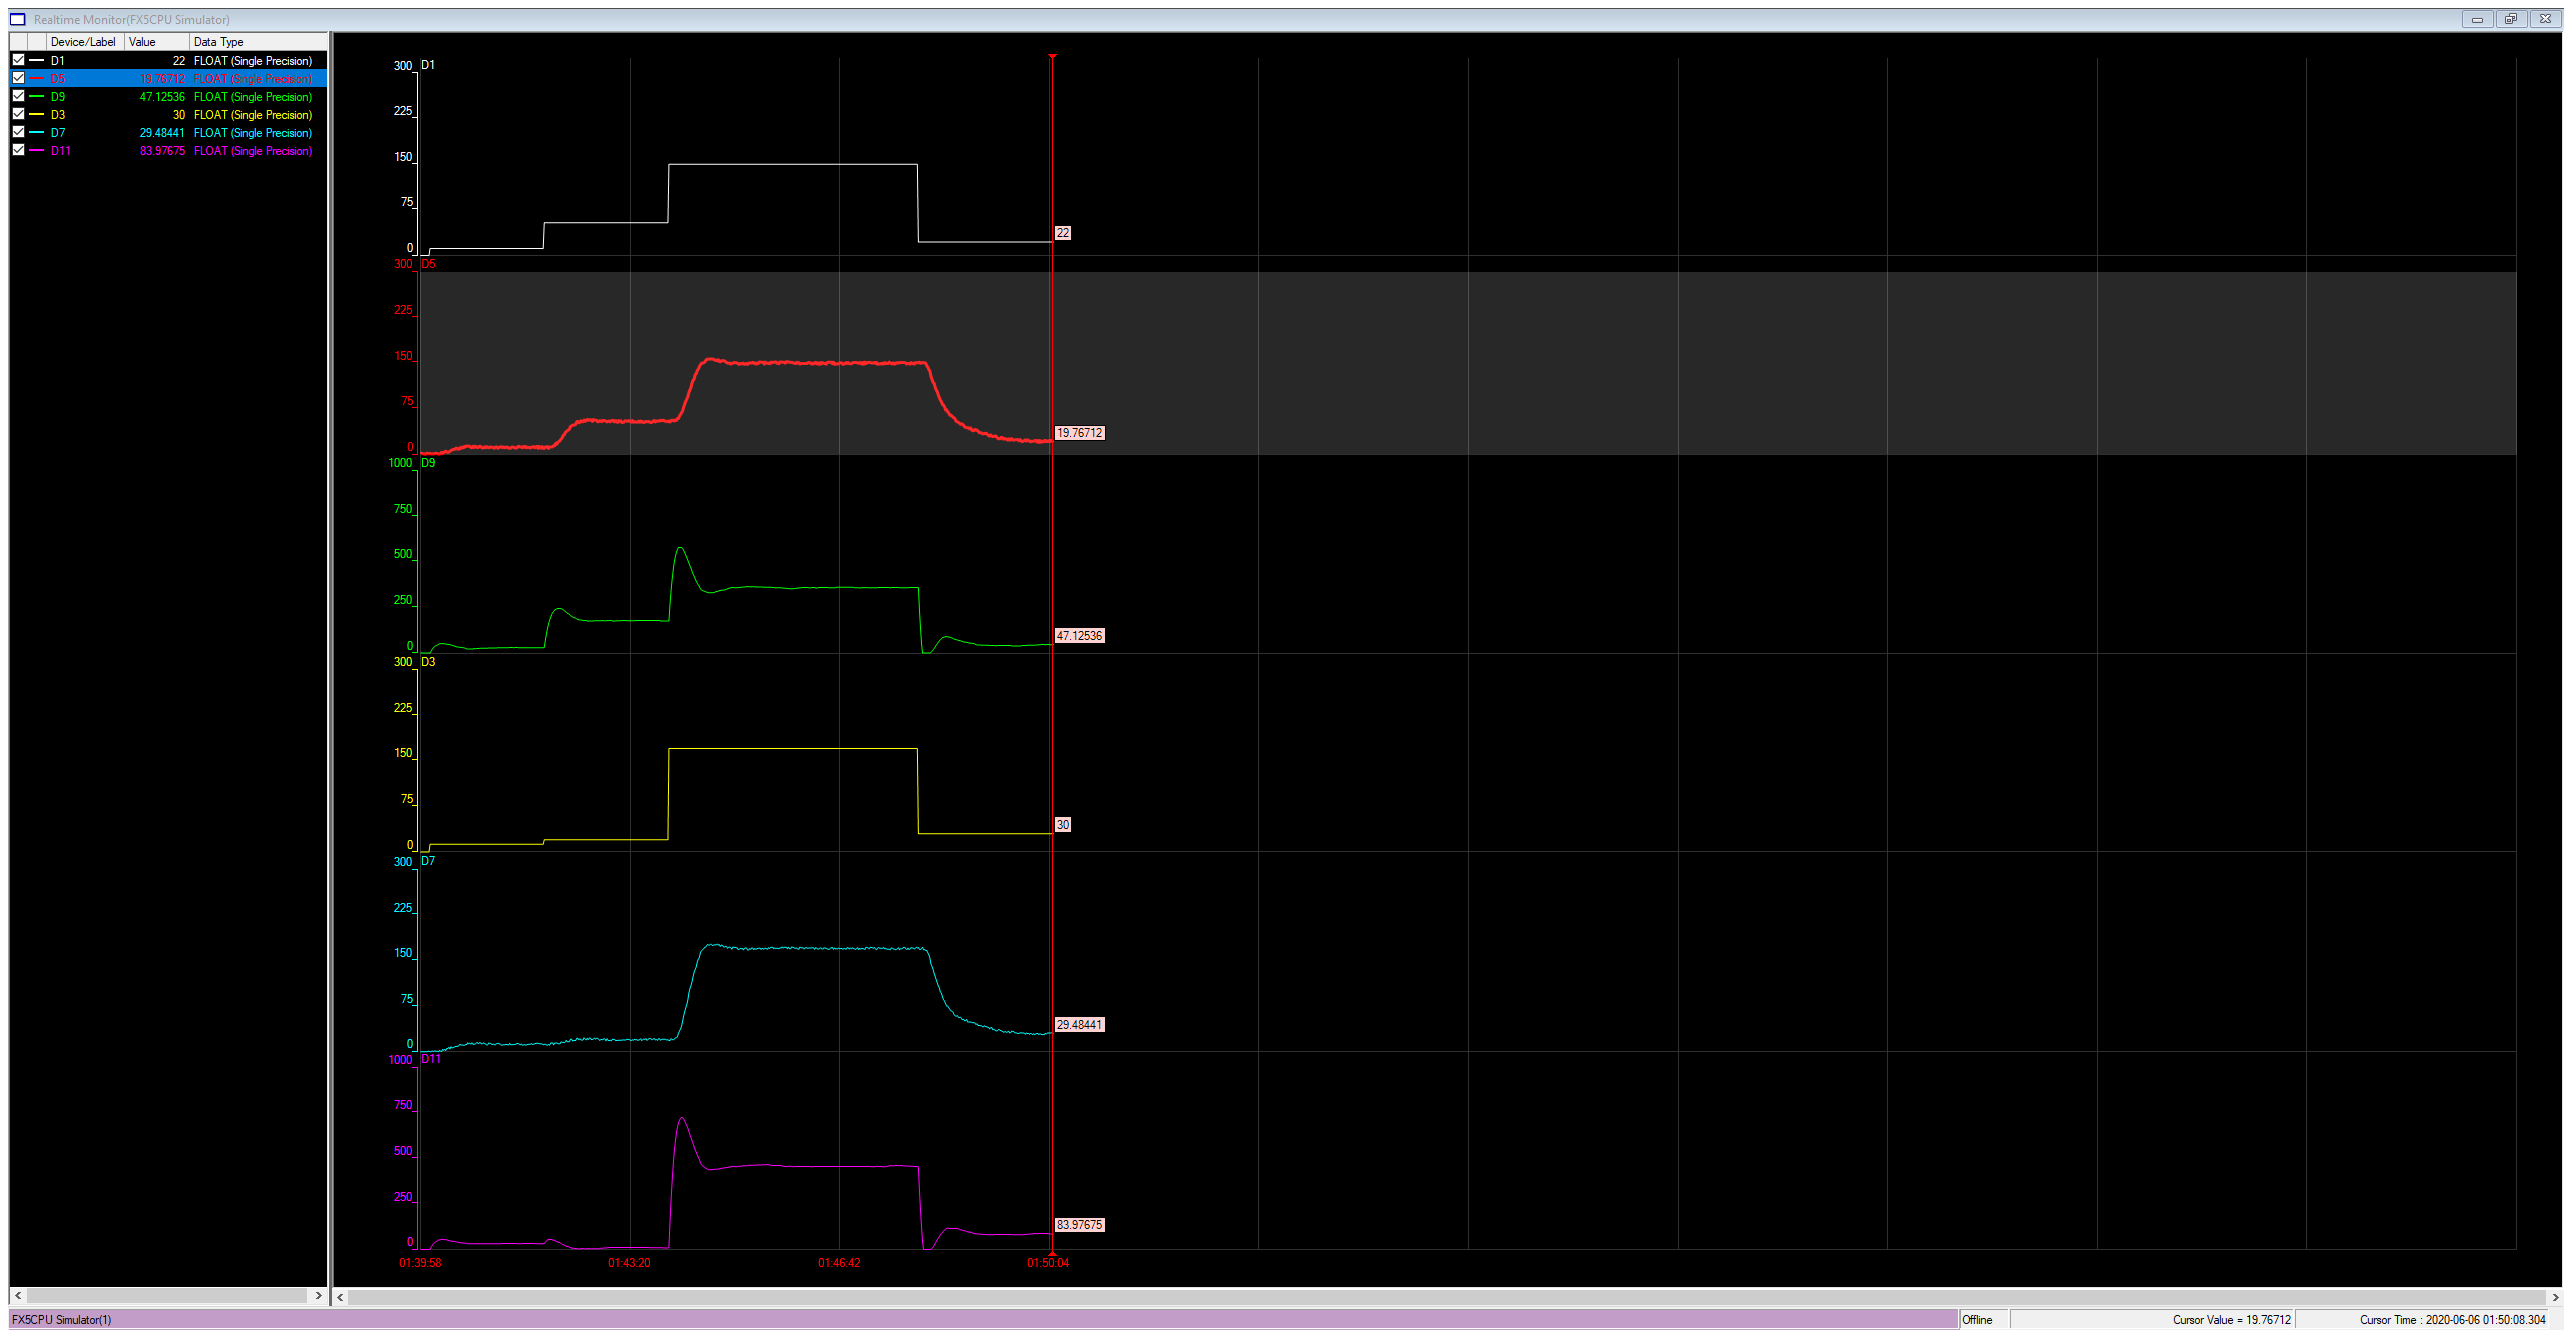 Realtime Monitor(FX5CPU Simulator)
Device/Label Value Data Type
D1 22 FLOAT (Single Precision)
D5 19.76712 FLOAT (Single Precision)
D9 47.12536 FLOAT (Single Precision)
D3 30 FLOAT (Single Precision)
D7 29.48441 FLOAT (Single Precision)
D11 83.97675 FLOAT (Single Precision)
300 D1
225
150
75
22
0
300 D5
225
150
75
19.76712
0
1000 D9
750
500
250
47.12536
0
300 D3
225
150
75
30
0
300 D7
225
150
75
29.48441
0
1000 D11
750
500
250
83.97675
0
01:39:58 01:43:20 01:46:42 01:50:04
FX5CPU Simulator(1) Offline Cursor Value = 19.76712 Cursor Time : 2020-06-06 01:50:08.304